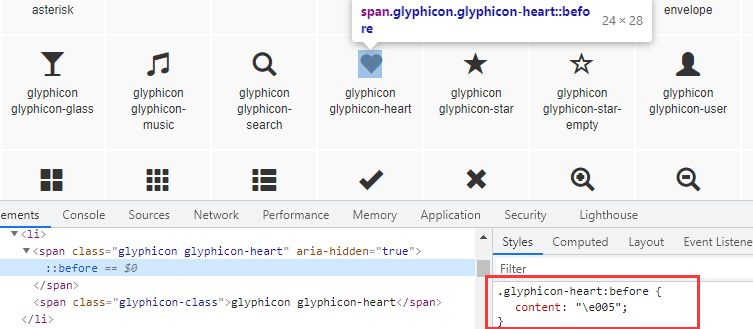 asterisk
envelope
span.glyphicon.glyphicon-heart::befo
re
24 × 28
glyphicon
glyphicon-glass
glyphicon
glyphicon-
music
glyphicon
glyphicon-
search
glyphicon
glyphicon-heart
glyphicon
glyphicon-star
glyphicon
glyphicon-star-
empty
glyphicon
glyphicon-user
ements
Console
Sources
Network
Performance
Memory
Application
Security
Lighthouse
<li>
<span class="glyphicon glyphicon-heart" aria-hidden="true">
::before == $0
</span>
<span class="glyphicon-class">glyphicon glyphicon-heart</span>
</li>
Styles
Computed
Layout
Event Listene
Filter
.glyphicon-heart:before {
content: "\e005";
}